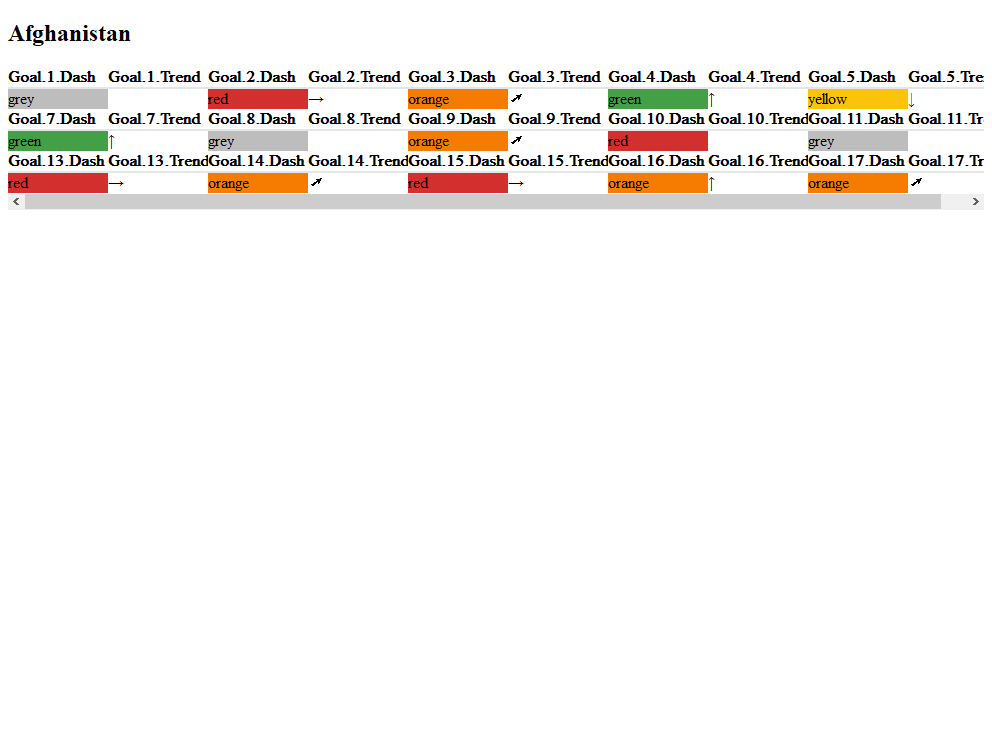 Afghanistan
Goal.1.Dash Goal.1.Trend Goal.2.Dash Goal.2.Trend Goal.3.Dash Goal.3.Trend Goal.4.Dash Goal.4.Trend Goal.5.Dash Goal.5.Tre
grey red → orange ➚ green ↑ yellow ↓
Goal.7.Dash Goal.7.Trend Goal.8.Dash Goal.8.Trend Goal.9.Dash Goal.9.Trend Goal.10.Dash Goal.10.Trend Goal.11.Dash Goal.11.Tr
green ↑ grey orange ➚ red grey
Goal.13.Dash Goal.13.Trend Goal.14.Dash Goal.14.Trend Goal.15.Dash Goal.15.Trend Goal.16.Dash Goal.16.Trend Goal.17.Dash Goal.17.Tr
red → orange ➚ red → orange ↑ orange ➚